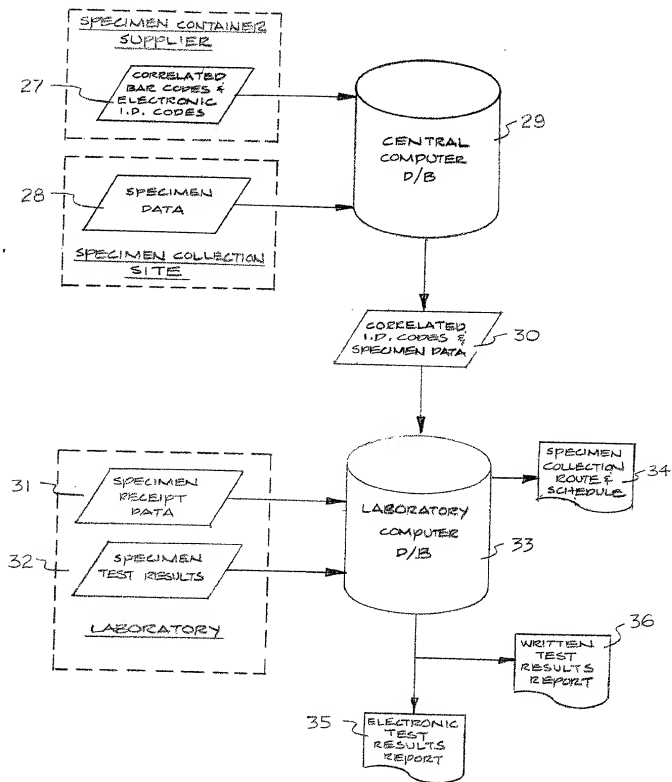 SPECIMEN CONTAINER
SUPPLIER
27
CORRELATED
BAR CODES &
ELECTRONIC
I.D. CODES
28
SPECIMEN
DATA
SPECIMEN COLLECTION
SITE
CENTRAL
COMPUTER
D/B
29
CORRELATED
I.D. CODES &
SPECIMEN DATA
30
31
SPECIMEN
RECEIPT
DATA
32
SPECIMEN
TEST RESULTS
LABORATORY
LABORATORY
COMPUTER
D/B
33
SPECIMEN
COLLECTION
ROUTE &
SCHEDULE
34
WRITTEN
TEST
RESULTS
REPORT
36
35
ELECTRONIC
TEST
RESULTS
REPORT